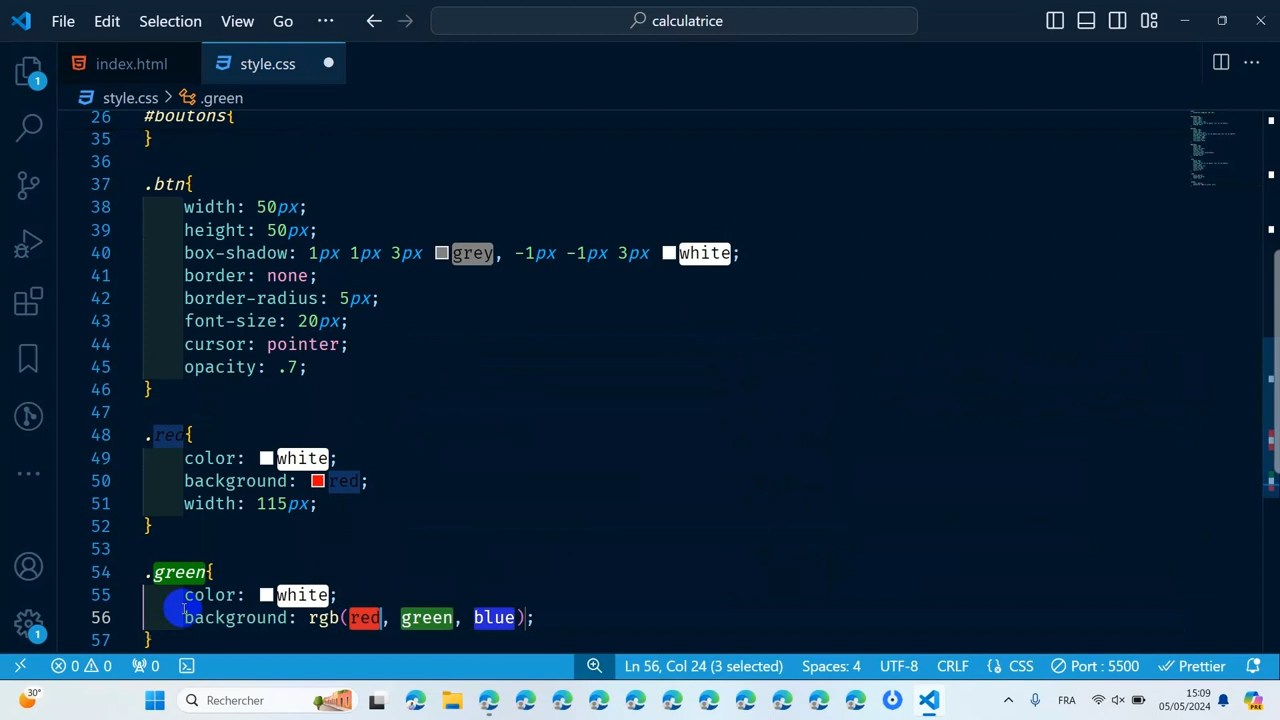 File Edit Selection View Go ··· calculatrice
index.html style.css
style.css > .green
26 #boutons{
35 }
36
37 .btn{
38 width: 50px;
39 height: 50px;
40 box-shadow: 1px 1px 3px grey, -1px -1px 3px white;
41 border: none;
42 border-radius: 5px;
43 font-size: 20px;
44 cursor: pointer;
45 opacity: .7;
46 }
47
48 .red{
49 color: white;
50 background: red;
51 width: 115px;
52 }
53
54 .green{
55 color: white;
56 background: rgb(red, green, blue);
57 }
1
1
0 0 0 Ln 56, Col 24 (3 selected) Spaces: 4 UTF-8 CRLF CSS Port : 5500 Prettier
30° Rechercher FRA 15:09
05/05/2024